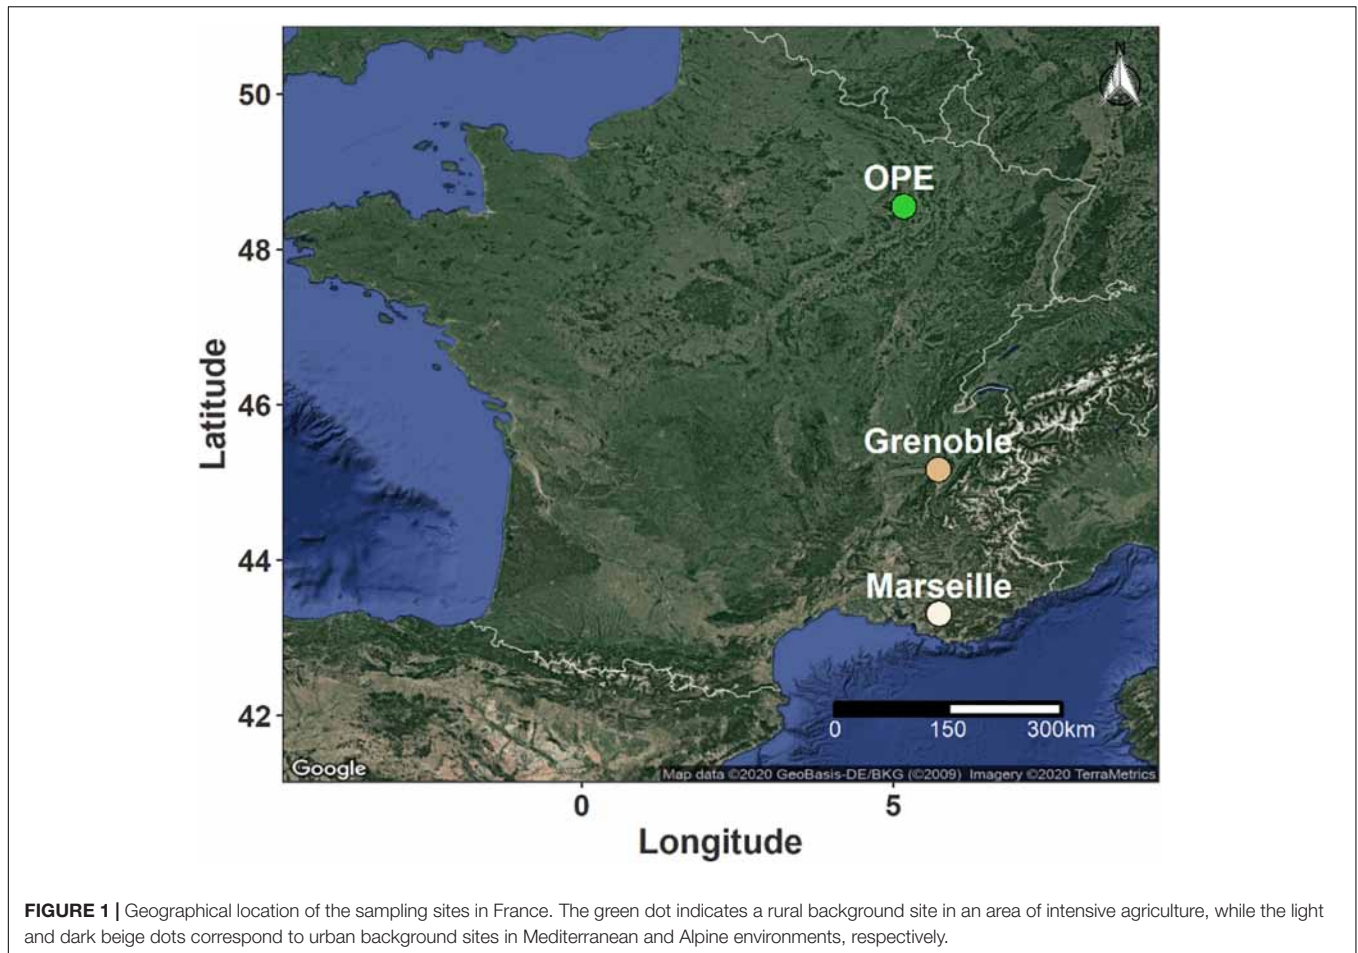 N
50
OPE
48
Latitude
46
Grenoble
44
Marseille
42
0 150 300km
Google
Map data ©2020 GeoBasis-DE/BKG (©2009) Imagery ©2020 TerraMetrics
0 5
Longitude
FIGURE 1 | Geographical location of the sampling sites in France. The green dot indicates a rural background site in an area of intensive agriculture, while the light
and dark beige dots correspond to urban background sites in Mediterranean and Alpine environments, respectively.